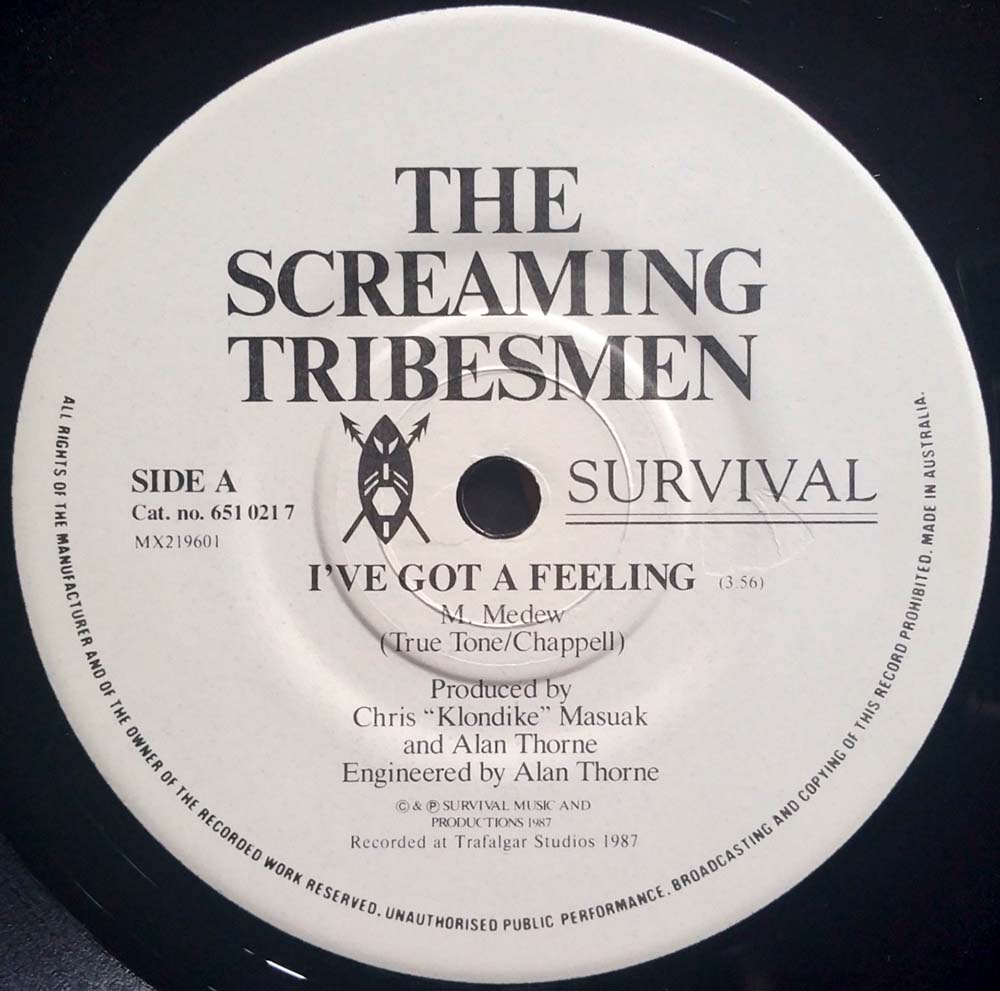 THE
SCREAMING
TRIBESMEN
SIDE A
Cat. no. 651 021 7
MX219601
SURVIVAL
I'VE GOT A FEELING (3.56)
M. Medew
(True Tone/Chappell)
Produced by
Chris “Klondike” Masuak
and Alan Thorne
Engineered by Alan Thorne
© & ℗ SURVIVAL MUSIC AND
PRODUCTIONS 1987
Recorded at Trafalgar Studios 1987
ALL RIGHTS OF THE MANUFACTURER AND OF THE OWNER OF THE RECORDED WORK RESERVED. UNAUTHORISED PUBLIC PERFORMANCE. BROADCASTING AND COPYING OF THIS RECORD PROHIBITED. MADE IN AUSTRALIA.